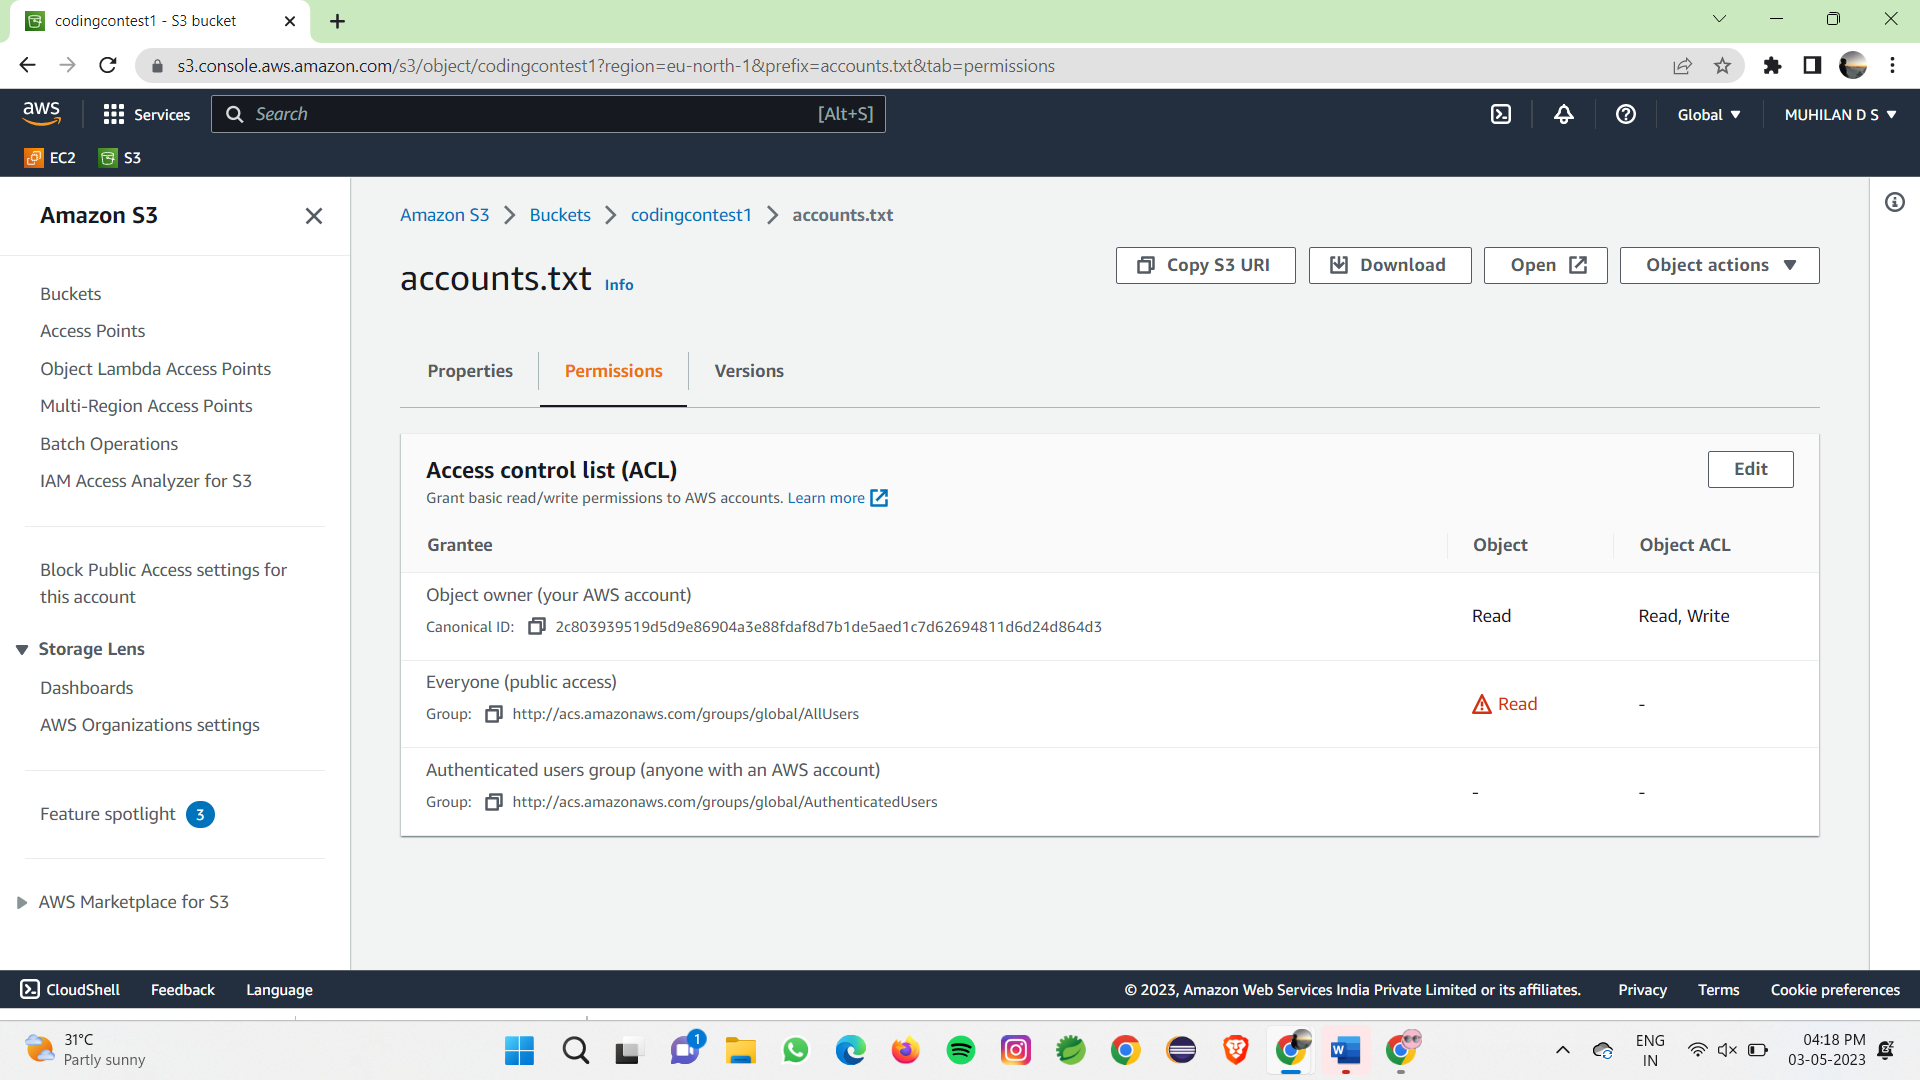 codingcontest1 - S3 bucket
s3.console.aws.amazon.com/s3/object/codingcontest1?region=eu-north-1&prefix=accounts.txt&tab=permissions
aws
Services
Search
[Alt+S]
Global
MUHILAN D S
EC2
S3
Amazon S3
Buckets
Access Points
Object Lambda Access Points
Multi-Region Access Points
Batch Operations
IAM Access Analyzer for S3
Block Public Access settings for
this account
Storage Lens
Dashboards
AWS Organizations settings
Feature spotlight 3
AWS Marketplace for S3
Amazon S3 > Buckets > codingcontest1 > accounts.txt
accounts.txt Info
Copy S3 URI
Download
Open
Object actions
Properties
Permissions
Versions
Access control list (ACL)
Grant basic read/write permissions to AWS accounts. Learn more
Edit
Grantee
Object
Object ACL
Object owner (your AWS account)
Canonical ID: 2c803939519d5d9e86904a3e88fdaf8d7b1de5aed1c7d62694811d6d24d864d3
Read
Read, Write
Everyone (public access)
Group: http://acs.amazonaws.com/groups/global/AllUsers
Read
-
Authenticated users group (anyone with an AWS account)
Group: http://acs.amazonaws.com/groups/global/AuthenticatedUsers
-
-
CloudShell
Feedback
Language
© 2023, Amazon Web Services India Private Limited or its affiliates.
Privacy
Terms
Cookie preferences
31°C
Partly sunny
1
ENG
IN
04:18 PM
03-05-2023